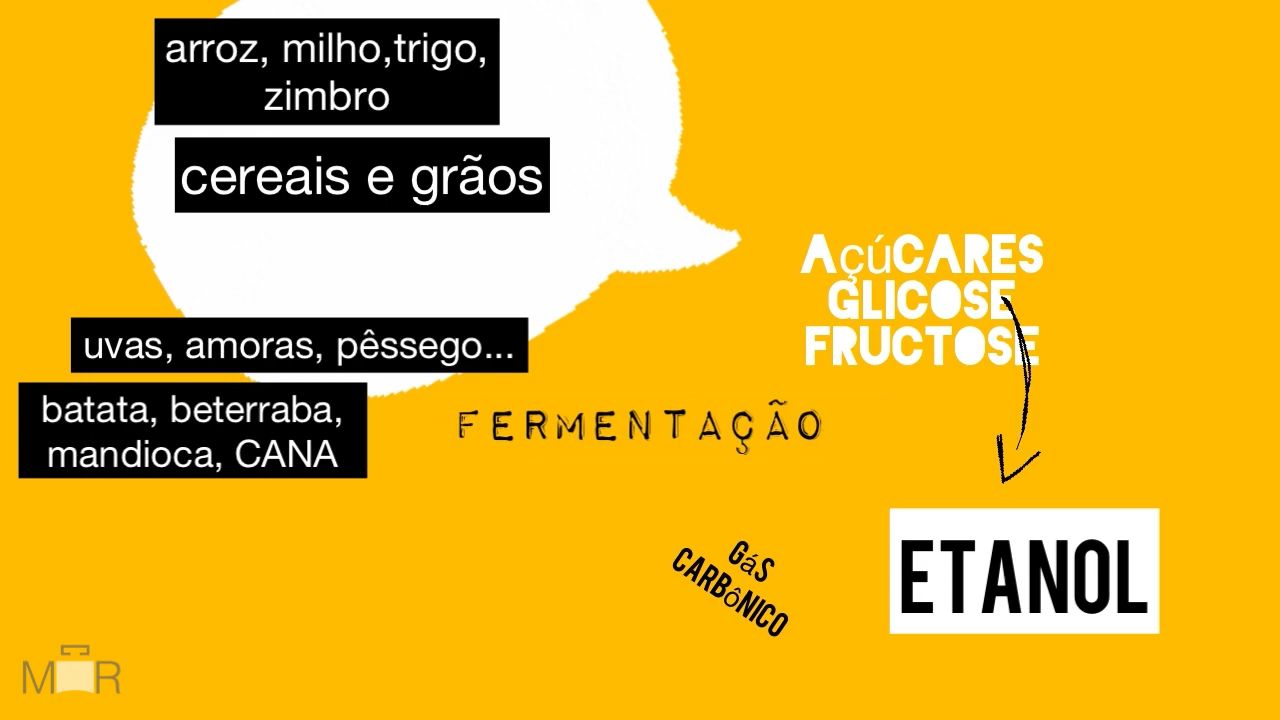 arroz, milho,trigo,
zimbro
cereais e grãos
AçúCARES
GLICOSE
FRUCTOSE
uvas, amoras, pêssego...
batata, beterraba,
mandioca, CANA
FERMENTAÇÃO
GáS
CARBôNICO
ETANOL
M R